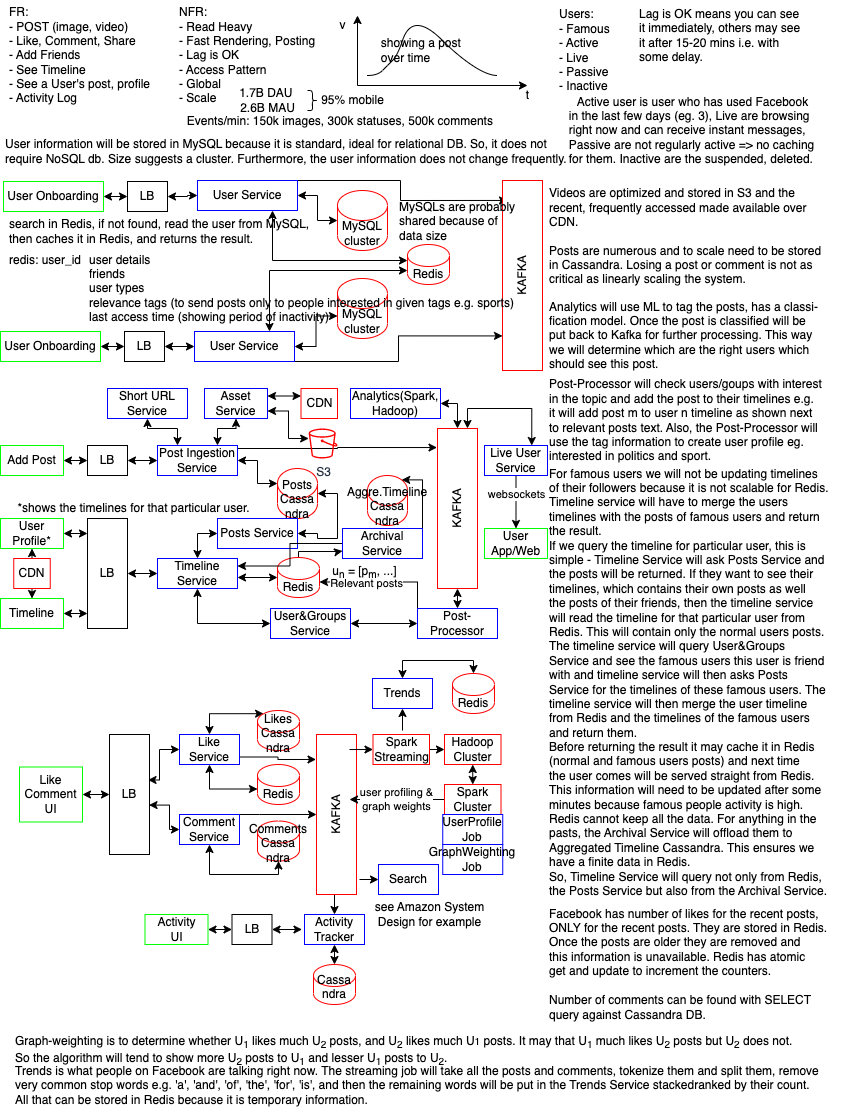 FR:
- POST (image, video)
- Like, Comment, Share
- Add Friends
- See Timeline
- See a User's post, profile
- Activity Log
NFR:
- Read Heavy
- Fast Rendering, Posting
- Lag is OK
- Access Pattern
- Global
- Scale
1.7B DAU
2.6B MAU
95% mobile
Events/min: 150k images, 300k statuses, 500k comments
v
showing a post
over time
t
Users:
- Famous
- Active
- Live
- Passive
- Inactive
Lag is OK means you can see
it immediately, others may see
it after 15-20 mins i.e. with
some delay.
Active user is user who has used Facebook
in the last few days (eg. 3), Live are browsing
right now and can receive instant messages,
Passive are not regularly active => no caching
for them. Inactive are the suspended, deleted.
User information will be stored in MySQL because it is standard, ideal for relational DB. So, it does not
require NoSQL db. Size suggests a cluster. Furthermore, the user information does not change frequently.
User Onboarding
LB
User Service
MySQL
cluster
MySQLs are probably
shared because of
data size
KAFKA
search in Redis, if not found, read the user from MySQL,
then caches it in Redis, and returns the result.
redis: user_id
user details
friends
user types
relevance tags (to send posts only to people interested in given tags e.g. sports)
last access time (showing period of inactivity)
Redis
MySQL
cluster
User Onboarding
LB
User Service
Videos are optimized and stored in S3 and the
recent, frequently accessed made available over
CDN.
Posts are numerous and to scale need to be stored
in Cassandra. Losing a post or comment is not as
critical as linearly scaling the system.
Analytics will use ML to tag the posts, has a classi-
fication model. Once the post is classified will be
put back to Kafka for further processing. This way
we will determine which are the right users which
should see this post.
Post-Processor will check users/goups with interest
in the topic and add the post to their timelines e.g.
it will add post m to user n timeline as shown next
to relevant posts text. Also, the Post-Processor will
use the tag information to create user profile eg.
interested in politics and sport.
For famous users we will not be updating timelines
of their followers because it is not scalable for Redis.
Timeline service will have to merge the users
timelines with the posts of famous users and return
the result.
If we query the timeline for particular user, this is
simple - Timeline Service will ask Posts Service and
the posts will be returned. If they want to see their
timelines, which contains their own posts as well
the posts of their friends, then the timeline service
will read the timeline for that particular user from
Redis. This will contain only the normal users posts.
The timeline service will query User&Groups
Service and see the famous users this user is friend
with and timeline service will then asks Posts
Service for the timelines of these famous users. The
timeline service will then merge the user timeline
from Redis and the timelines of the famous users
and return them.
Before returning the result it may cache it in Redis
(normal and famous users posts) and next time
the user comes will be served straight from Redis.
This information will need to be updated after some
minutes because famous people activity is high.
Redis cannot keep all the data. For anything in the
pasts, the Archival Service will offload them to
Aggregated Timeline Cassandra. This ensures we
have a finite data in Redis.
So, Timeline Service will query not only from Redis,
the Posts Service but also from the Archival Service.
Facebook has number of likes for the recent posts,
ONLY for the recent posts. They are stored in Redis.
Once the posts are older they are removed and
this information is unavailable. Redis has atomic
get and update to increment the counters.
Number of comments can be found with SELECT
query against Cassandra DB.
Short URL
Service
Asset
Service
CDN
Analytics(Spark,
Hadoop)
Add Post
LB
Post Ingestion
Service
S3
KAFKA
Live User
Service
websockets
User
App/Web
Posts
Cassa
ndra
Aggre.Timeline
Cassa
ndra
*shows the timelines for that particular user.
User
Profile*
CDN
Timeline
LB
Posts Service
Archival
Service
Timeline
Service
Redis
un = [pm, ...]
Relevant posts
User&Groups
Service
Post-
Processor
Trends
Redis
Like
Comment
UI
LB
Like
Service
Likes
Cassa
ndra
Redis
Comment
Service
Comments
Cassa
ndra
KAFKA
Spark
Streaming
Hadoop
Cluster
user profiling &
graph weights
Spark
Cluster
UserProfile
Job
GraphWeighting
Job
Search
see Amazon System
Design for example
Activity
UI
LB
Activity
Tracker
Cassa
ndra
Graph-weighting is to determine whether U1 likes much U2 posts, and U2 likes much U1 posts. It may that U1 much likes U2 posts but U2 does not.
So the algorithm will tend to show more U2 posts to U1 and lesser U1 posts to U2.
Trends is what people on Facebook are talking right now. The streaming job will take all the posts and comments, tokenize them and split them, remove
very common stop words e.g. 'a', 'and', 'of', 'the', 'for', 'is', and then the remaining words will be put in the Trends Service stackedranked by their count.
All that can be stored in Redis because it is temporary information.